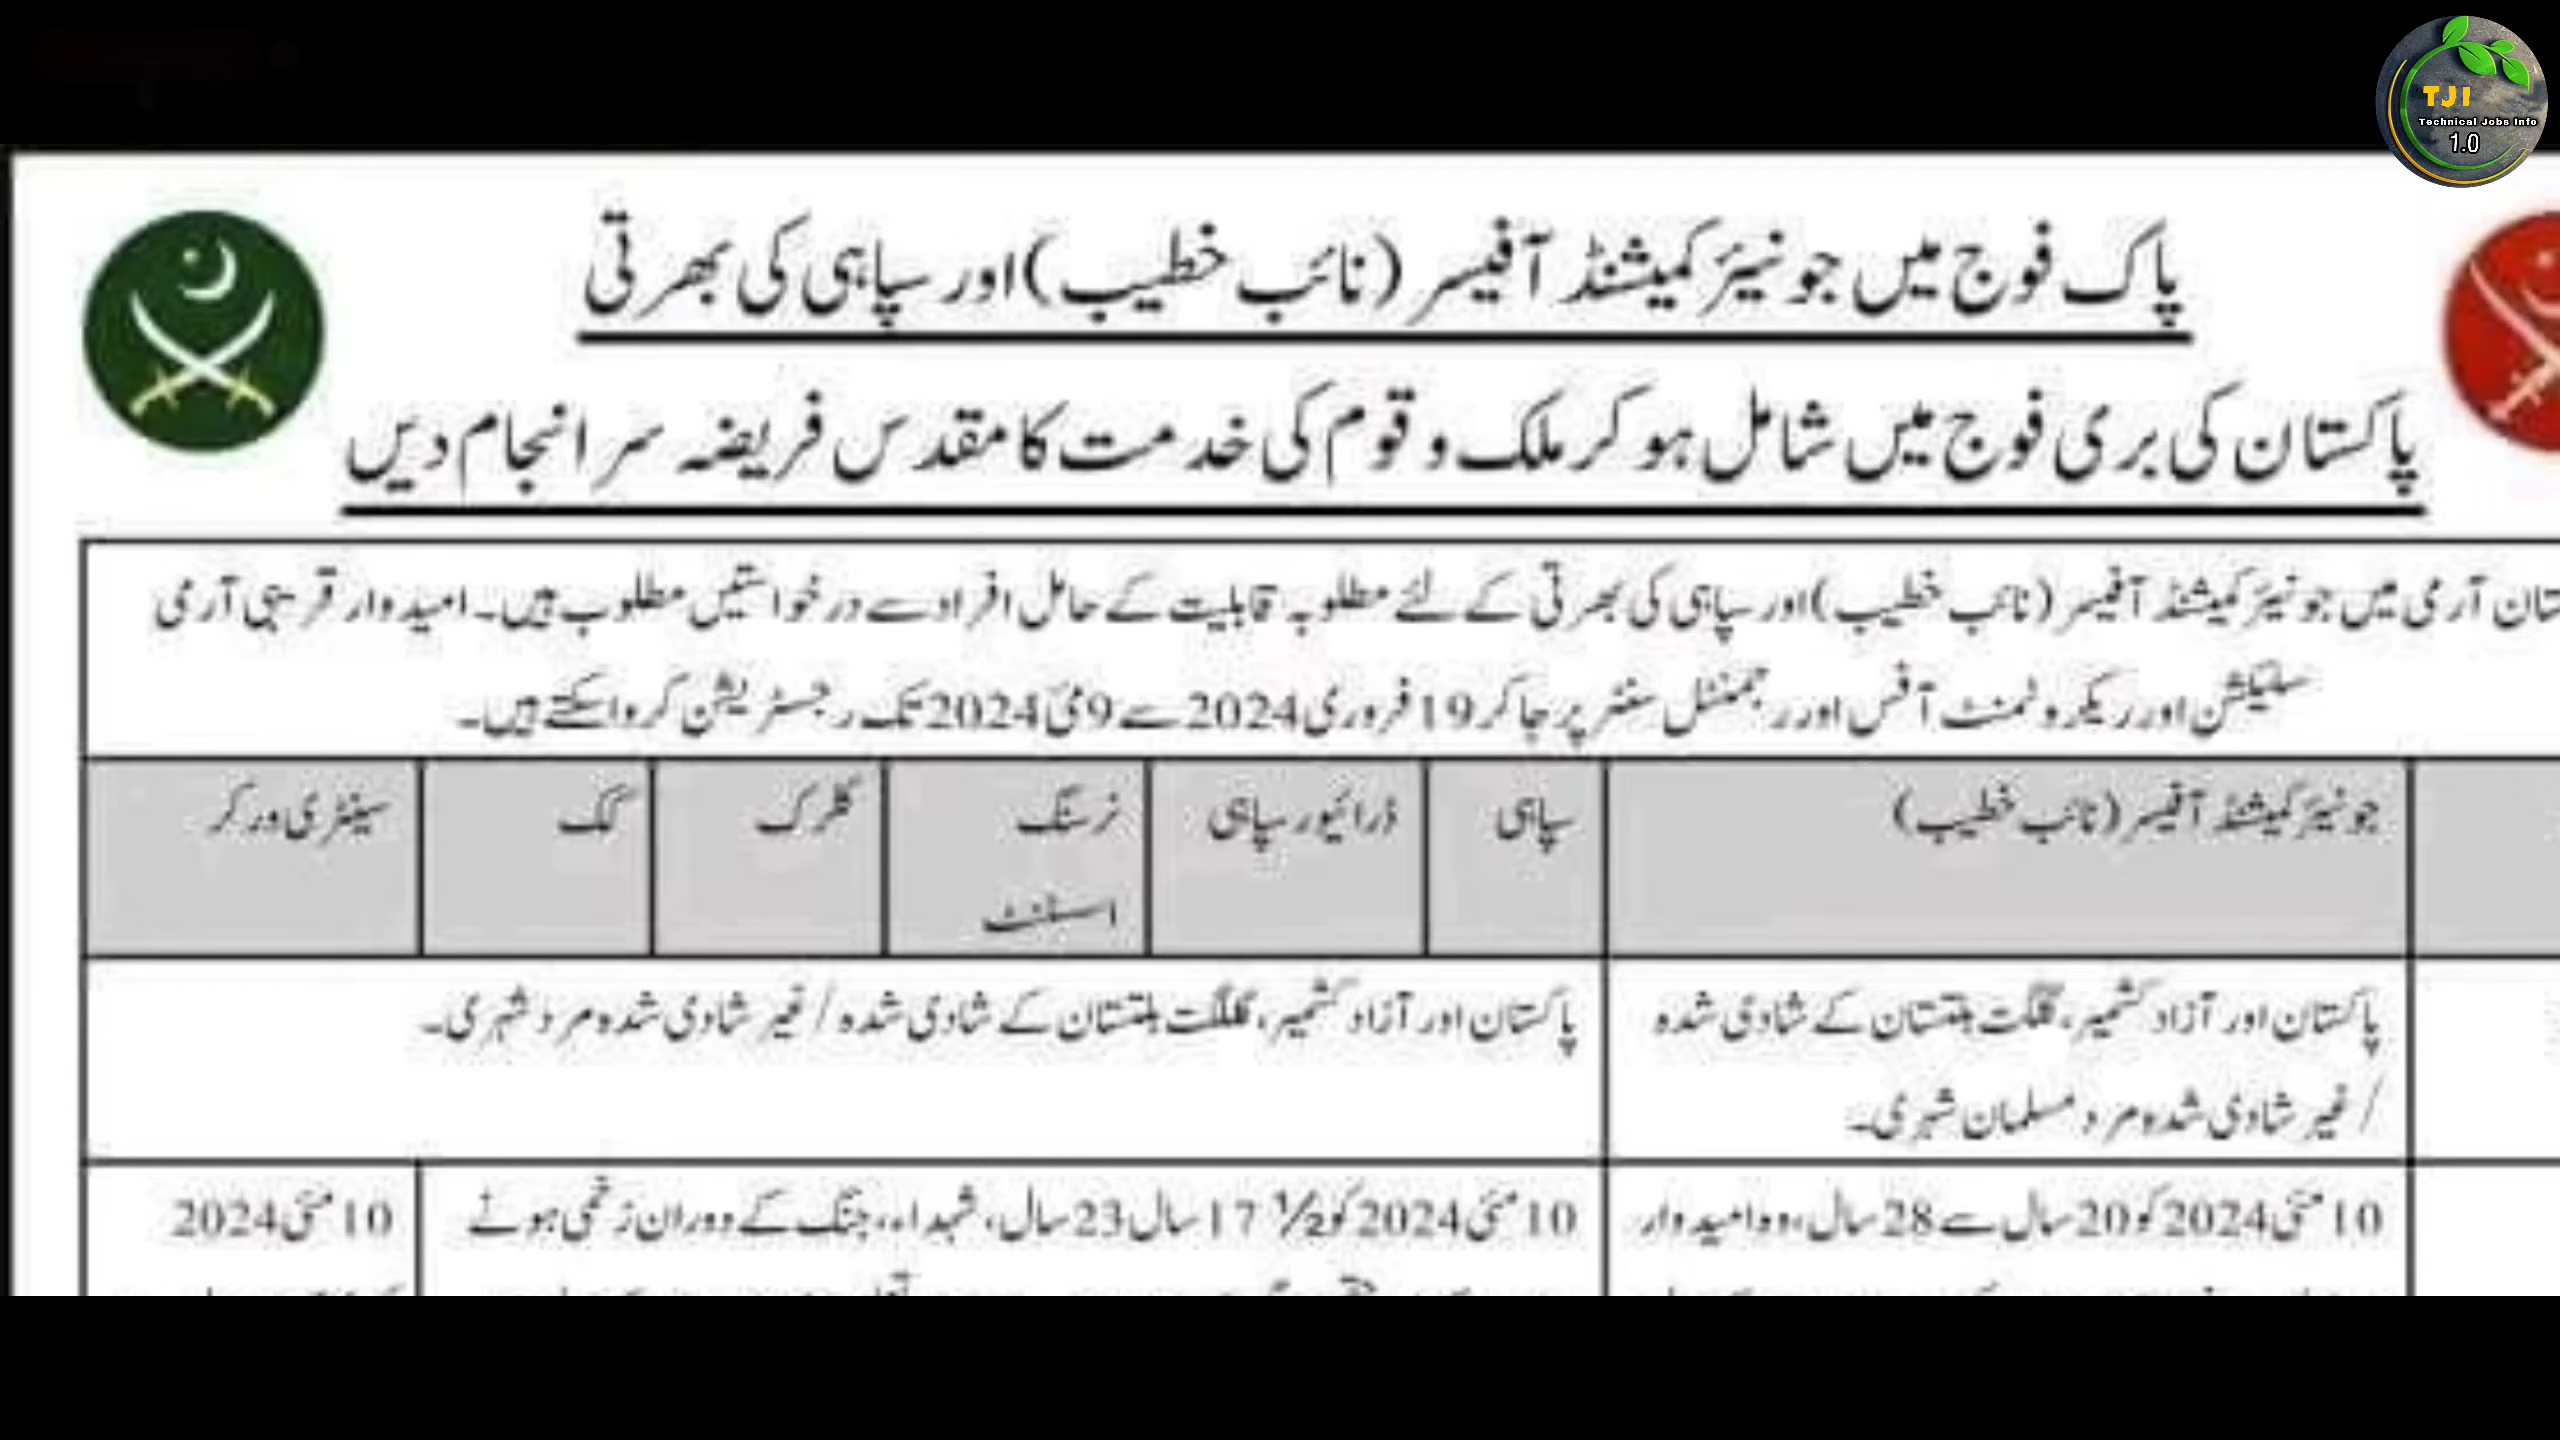 TJI
Technical Jobs Info
1.0
پاک فوج میں جونیئر کمیشنڈ آفیسر (نائب خطیب) اور سپاہی کی بھرتی
پاکستان کی بری فوج میں شامل ہو کر ملک و قوم کی خدمت کا مقدس فریضہ سر انجام دیں
ستان آرمی میں جونیئر کمیشنڈ آفیسر (نائب خطیب) اور سپاہی کی بھرتی کے لئے مطلوبہ قابلیت کے حامل افراد سے درخواستیں مطلوب ہیں۔ امیدوار قریبی آرمی
سلیکشن اور ریکروٹمنٹ آفس اور رجمنٹل سنٹر پر جا کر 19 فروری 2024 سے 9 مئی 2024 تک رجسٹریشن کروا سکتے ہیں۔
جونیئر کمیشنڈ آفیسر (نائب خطیب)
سپاہی
ڈرائیور سپاہی
نرسنگ
اسسٹنٹ
کلرک
کک
سینٹری ورکر
پاکستان اور آزاد کشمیر، گلگت بلتستان کے شادی شدہ
/ غیر شادی شدہ مرد مسلمان شہری۔
پاکستان اور آزاد کشمیر، گلگت بلتستان کے شادی شدہ / غیر شادی شدہ مرد شہری۔
10 مئی 2024 کو 20 سال سے 28 سال، وہ امیدوار
10 مئی 2024 کو ½ 17 سال 23 سال، شہداء، جنگ کے دوران زخمی ہونے
10 مئی 2024